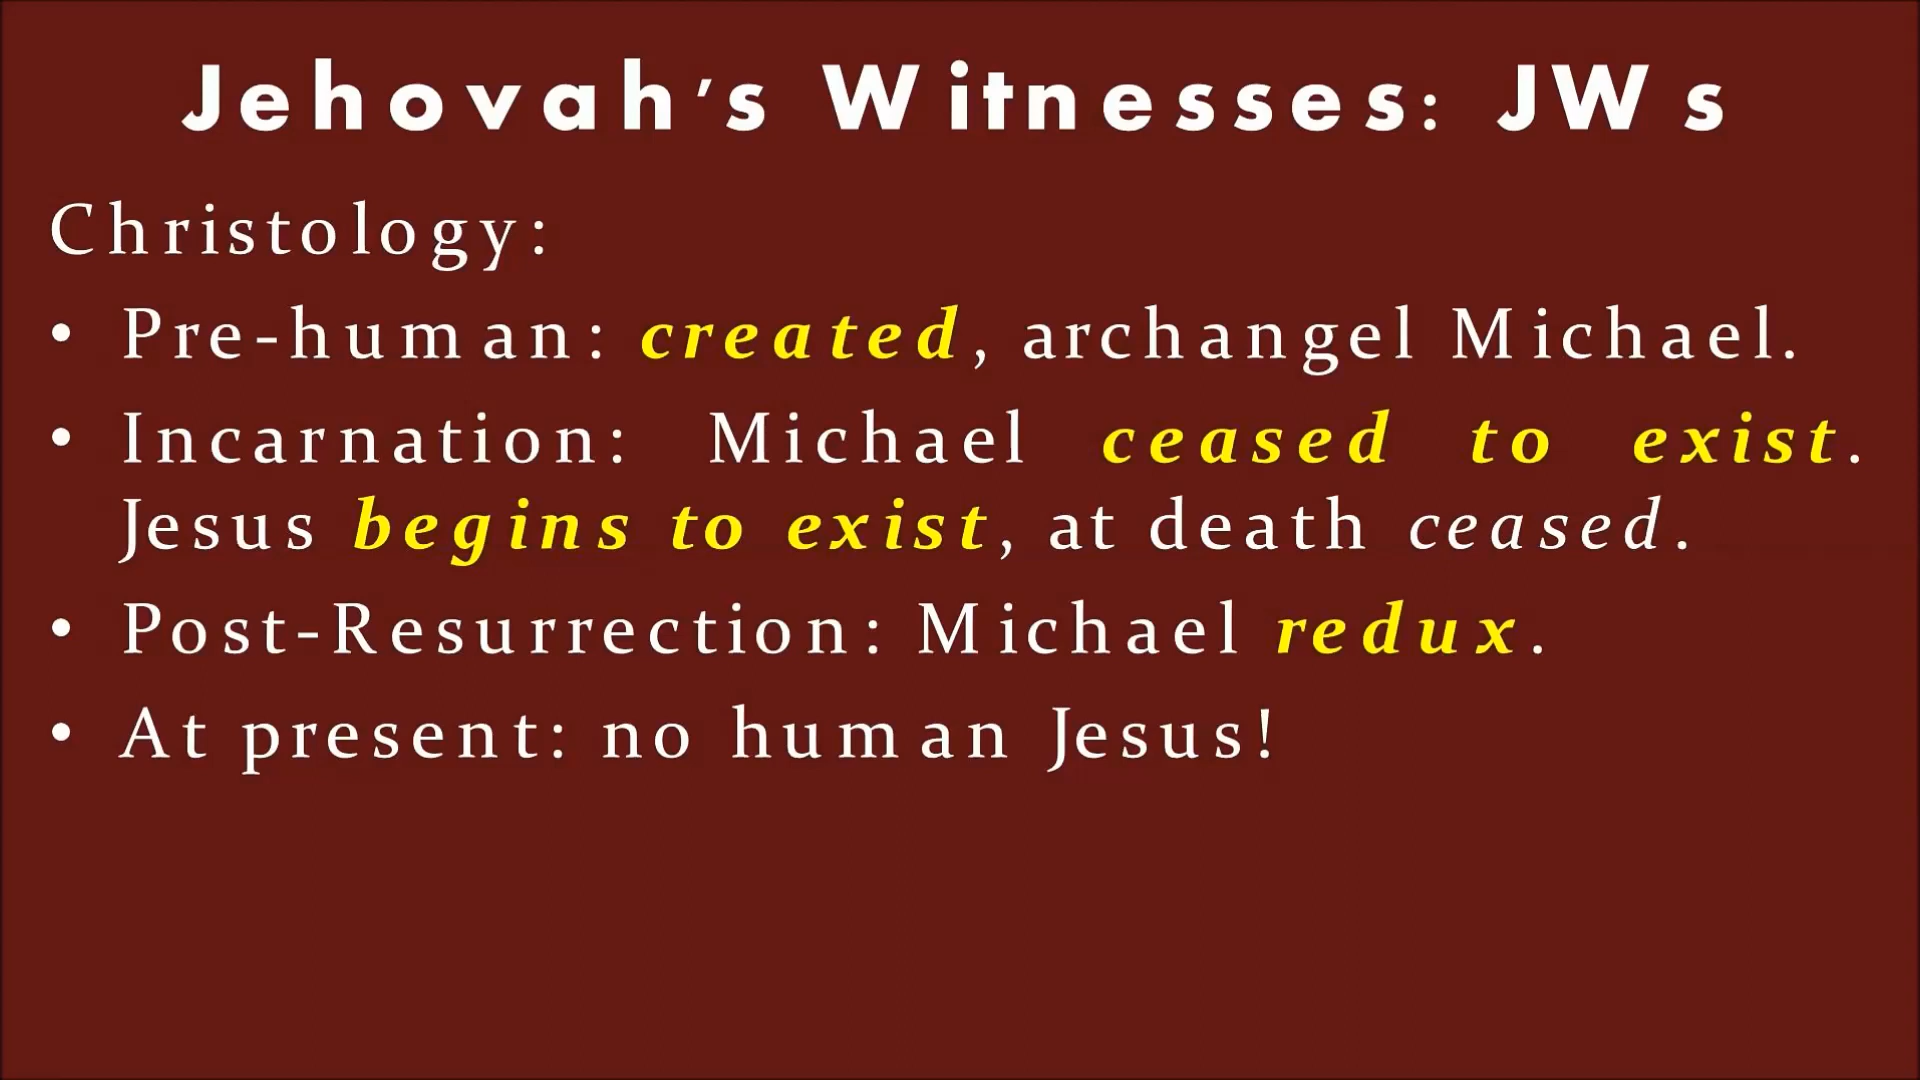 Jehovah's Witnesses: JWs
Christology:
• Pre-human: created, archangel Michael.
• Incarnation: Michael ceased to exist.
Jesus begins to exist, at death ceased.
• Post-Resurrection: Michael redux.
• At present: no human Jesus!